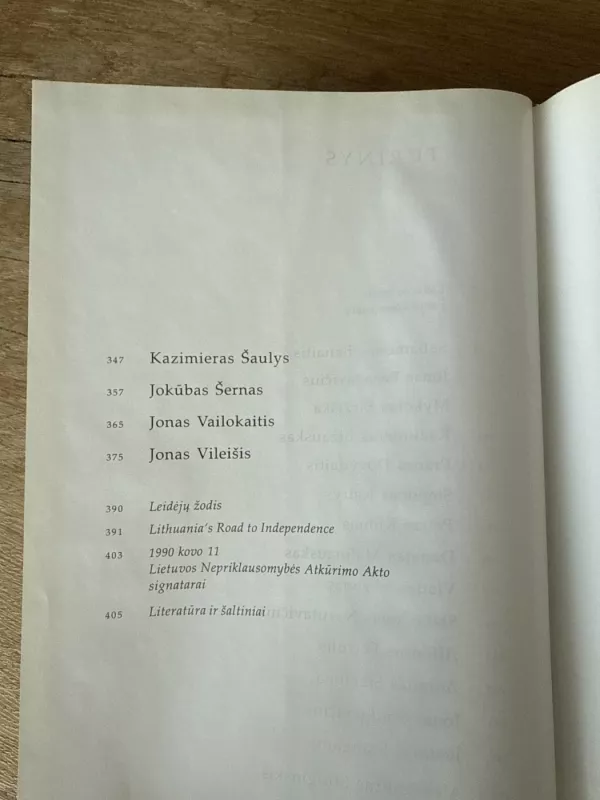 347 Kazimieras Šaulys
357 Jokūbas Šernas
365 Jonas Vailokaitis
375 Jonas Vileišis
390 Leidėjų žodis
391 Lithuania's Road to Independence
403 1990 kovo 11
Lietuvos Nepriklausomybės Atkūrimo Akto
signatarai
405 Literatūra ir šaltiniai